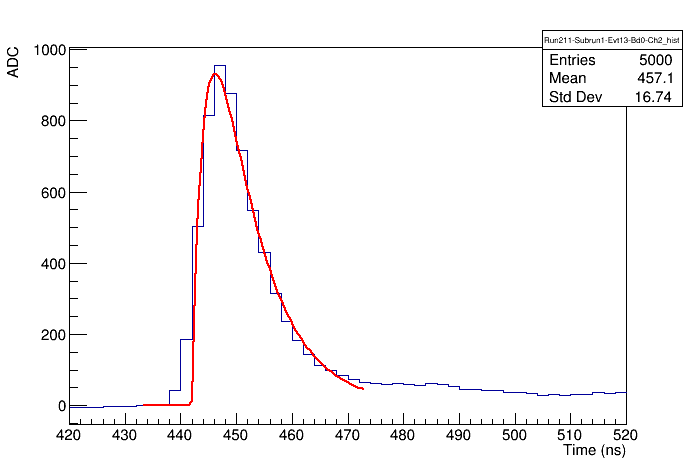 Run211-Subrun1-Evt13-Bd0-Ch2_hist
Entries 5000
Mean 457.1
Std Dev 16.74
ADC
1000
800
600
400
200
0
420 430 440 450 460 470 480 490 500 510 520
Time (ns)